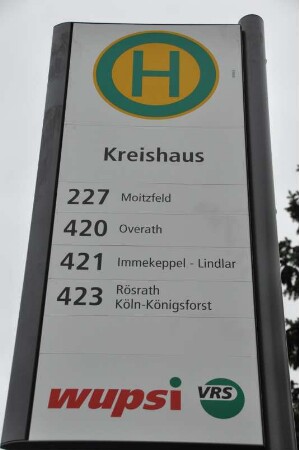 H
Kreishaus
227 Moitzfeld
420 Overath
421 Immekeppel - Lindlar
423 Rösrath
Köln-Königsforst
wupsi VRS